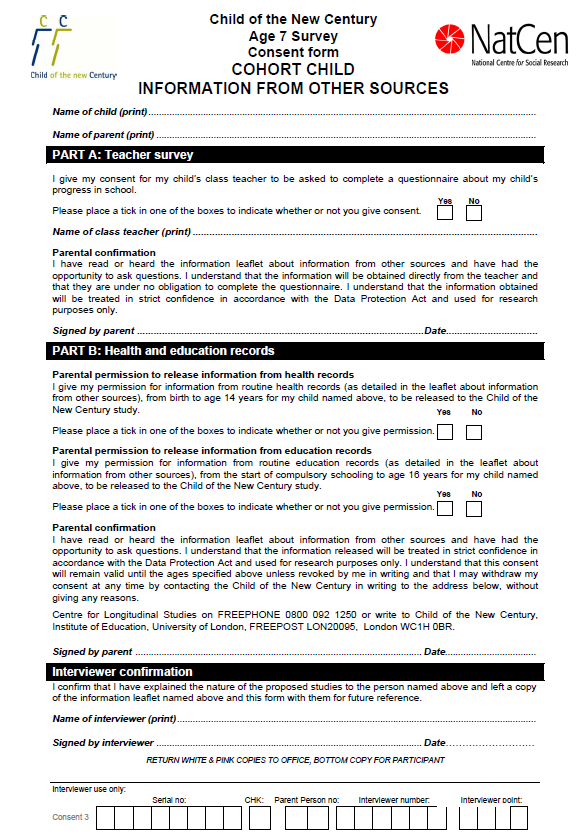 Child of the New Century
Age 7 Survey
Consent form
COHORT CHILD
INFORMATION FROM OTHER SOURCES
C C
Child of the new Century
NatCen
National Centre for Social Research
Name of child (print)..........................................................................
Name of parent (print) ..........................................................................
PART A: Teacher survey
I give my consent for my child's class teacher to be asked to complete a questionnaire about my child's
progress in school.
Yes No
Please place a tick in one of the boxes to indicate whether or not you give consent.
Name of class teacher (print) ..........................................................................
Parental confirmation
I have read or heard the information leaflet about information from other sources and have had the
opportunity to ask questions. I understand that the information will be obtained directly from the teacher and
that they are under no obligation to complete the questionnaire. I understand that the information obtained
will be treated in strict confidence in accordance with the Data Protection Act and used for research
purposes only.
Signed by parent ..........................................................................Date..............................
PART B: Health and education records
Parental permission to release information from health records
I give my permission for information from routine health records (as detailed in the leaflet about information
from other sources), from birth to age 14 years for my child named above, to be released to the Child of the
New Century study.
Yes No
Please place a tick in one of the boxes to indicate whether or not you give permission.
Parental permission to release information from education records
I give my permission for information from routine education records (as detailed in the leaflet about
information from other sources), from the start of compulsory schooling to age 16 years for my child named
above, to be released to the Child of the New Century study.
Yes No
Please place a tick in one of the boxes to indicate whether or not you give permission.
Parental confirmation
I have read or heard the information leaflet about information from other sources and have had the
opportunity to ask questions. I understand that the information released will be treated in strict confidence in
accordance with the Data Protection Act and used for research purposes only. I understand that this consent
will remain valid until the ages specified above unless revoked by me in writing and that I may withdraw my
consent at any time by contacting the Child of the New Century in writing to the address below, without
giving any reasons.
Centre for Longitudinal Studies on FREEPHONE 0800 092 1250 or write to Child of the New Century,
Institute of Education, University of London, FREEPOST LON20095, London WC1H 0BR.
Signed by parent .......................................................................... Date..............................
Interviewer confirmation
I confirm that I have explained the nature of the proposed studies to the person named above and left a copy
of the information leaflet named above and this form with them for future reference.
Name of interviewer (print)..........................................................................
Signed by interviewer .......................................................................... Date..............................
RETURN WHITE & PINK COPIES TO OFFICE, BOTTOM COPY FOR PARTICIPANT
Interviewer use only:
Serial no: CHK: Parent Person no: Interviewer number: Interview point:
Consent 3